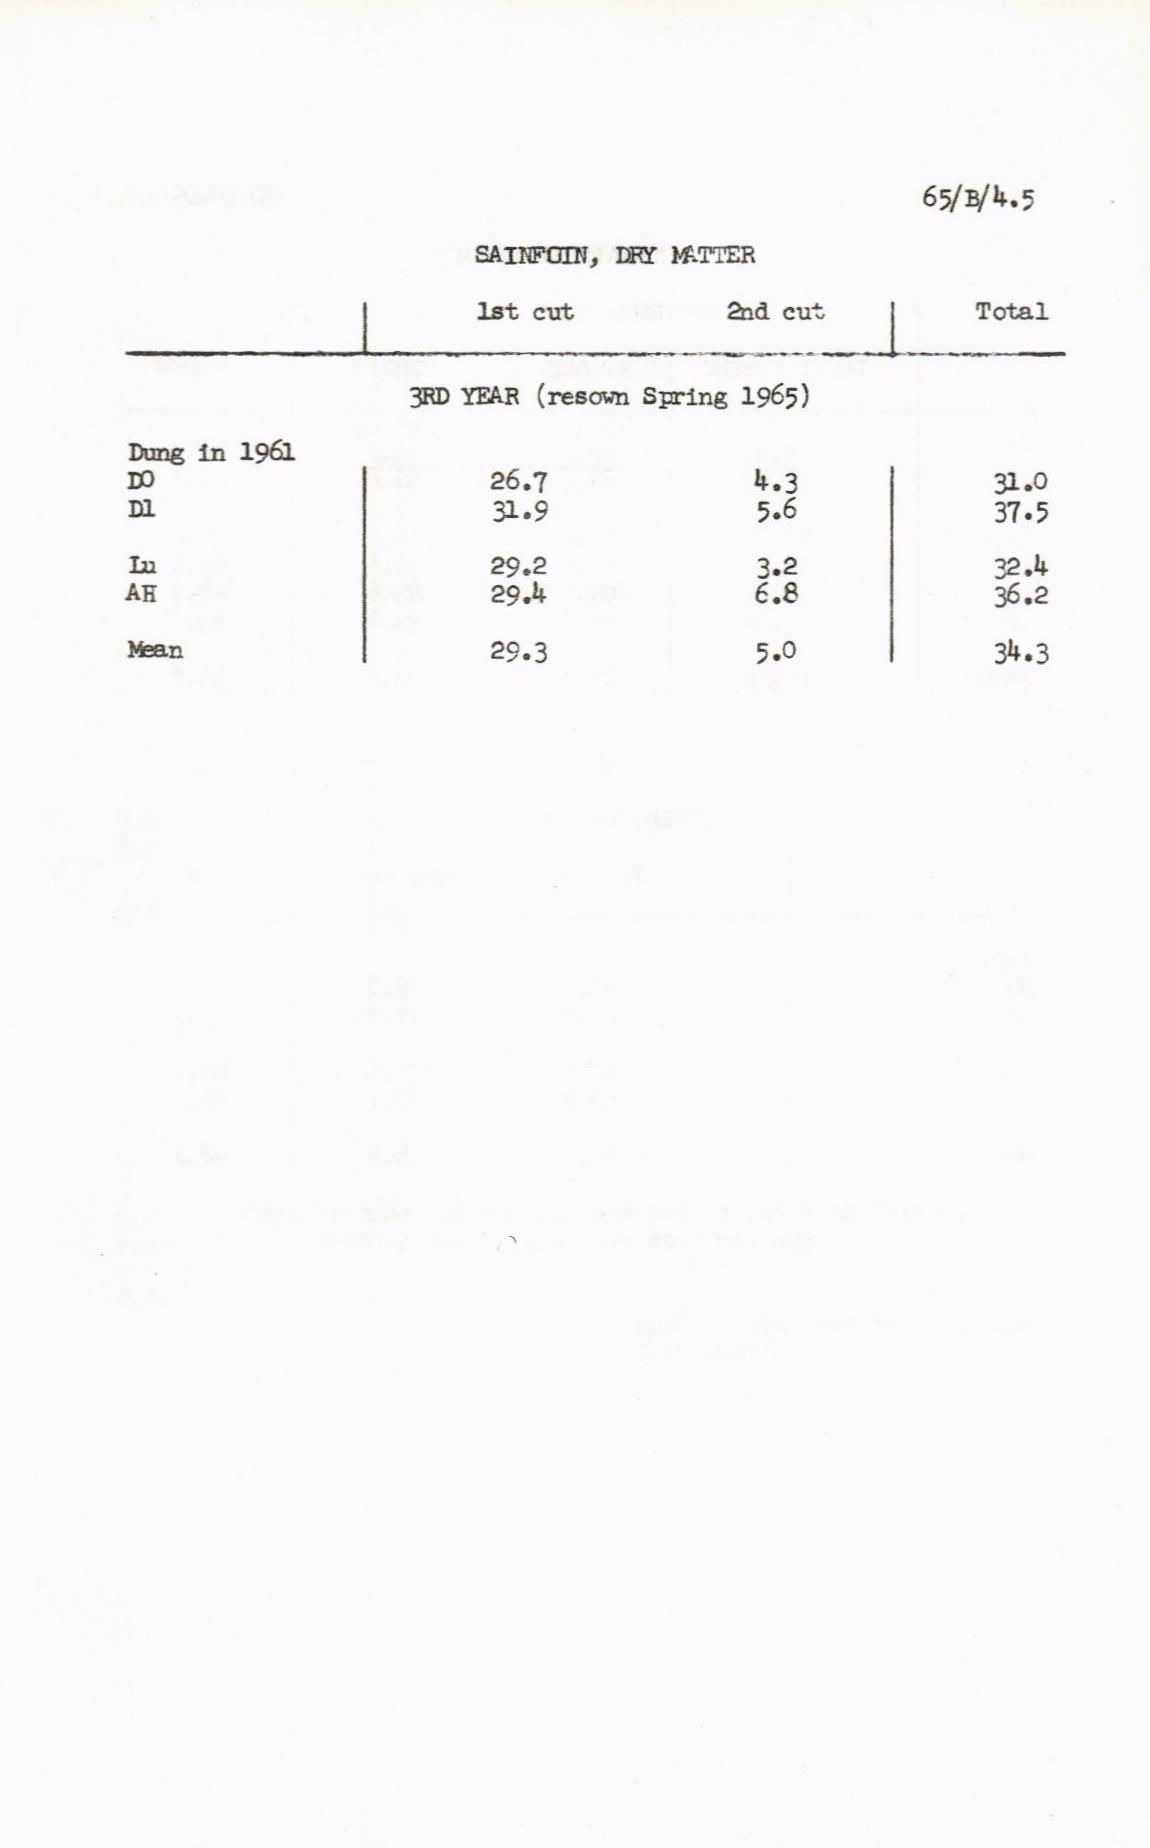 65/B/4.5
SAINFOIN, DRY MATTER
1st cut 2nd cut Total
3RD YEAR (resown Spring 1965)
Dung in 1961
D0 26.7 4.3 31.0
D1 31.9 5.6 37.5
Lu 29.2 3.2 32.4
AH 29.4 6.8 36.2
Mean 29.3 5.0 34.3